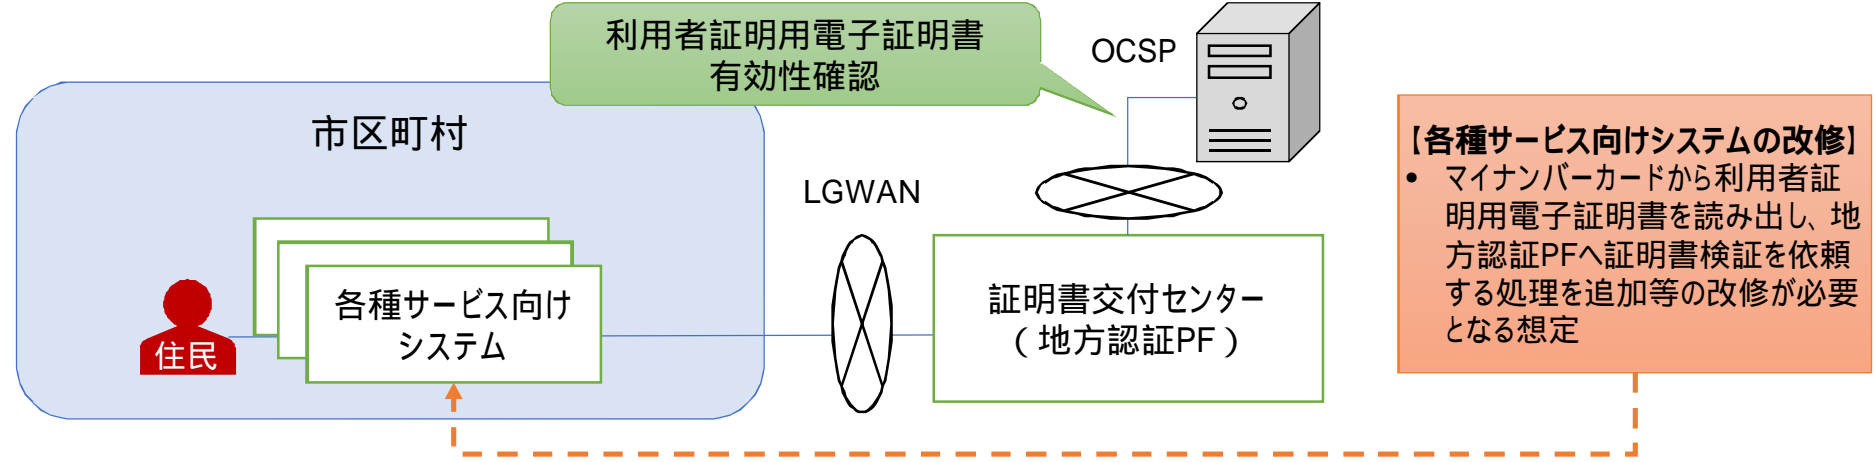 利用者証明用電子証明書
有効性確認
OCSP
市区町村
LGWAN
住民
各種サービス向け
システム
証明書交付センター
(地方認証PF)
【各種サービス向けシステムの改修】
• マイナンバーカードから利用者証
明用電子証明書を読み出し、地
方認証PFへ証明書検証を依頼
する処理を追加等の改修が必要
となる想定